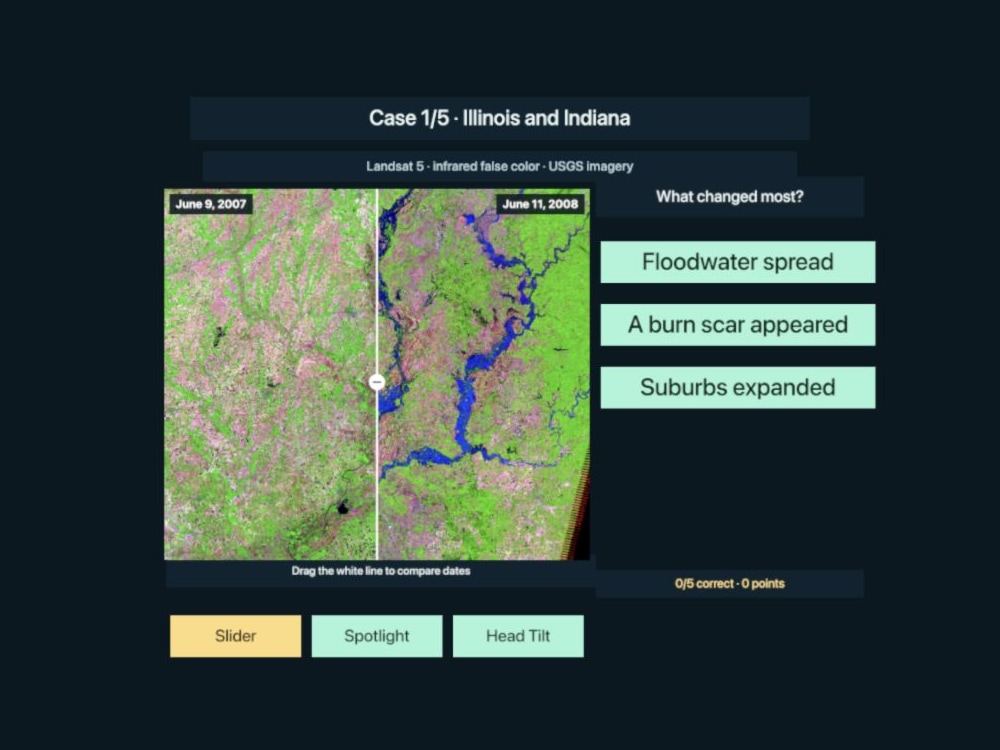 Case 1/5 · Illinois and Indiana
Landsat 5 · infrared false color · USGS imagery
June 9, 2007
June 11, 2008
What changed most?
Floodwater spread
A burn scar appeared
Suburbs expanded
Drag the white line to compare dates
0/5 correct · 0 points
Slider
Spotlight
Head Tilt